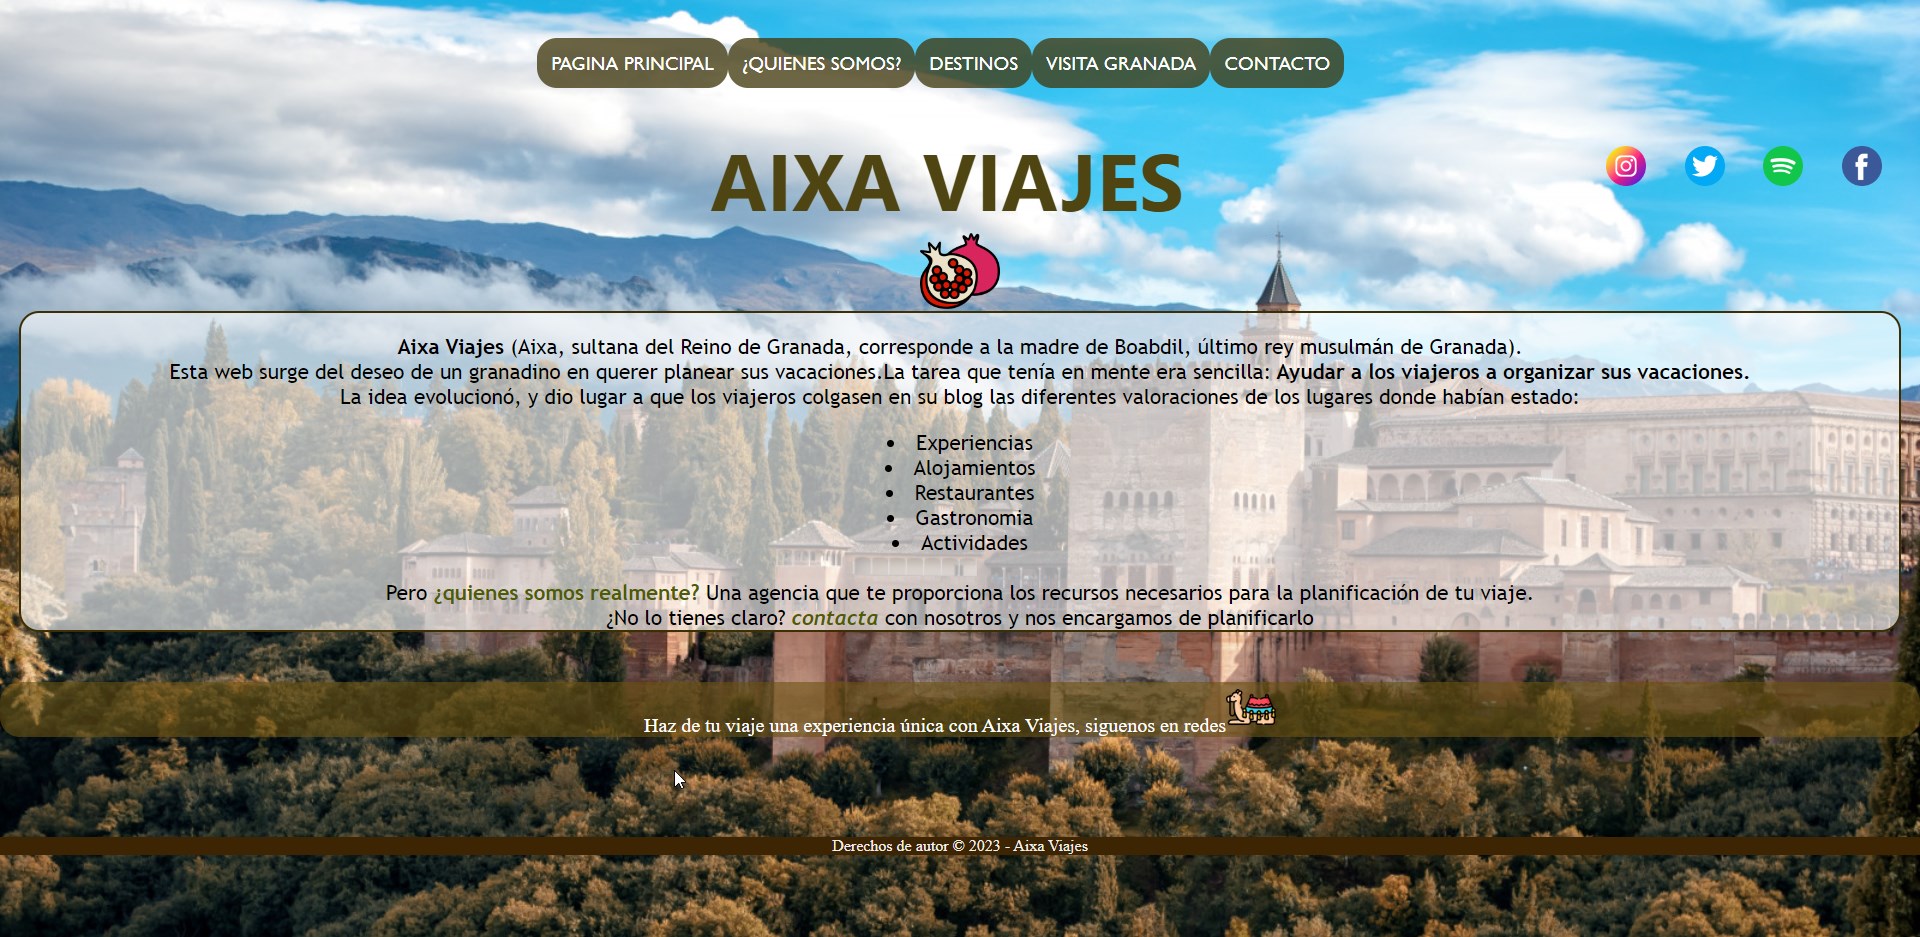 PAGINA PRINCIPAL ¿QUIENES SOMOS? DESTINOS VISITA GRANADA CONTACTO
AIXA VIAJES
Aixa Viajes (Aixa, sultana del Reino de Granada, corresponde a la madre de Boabdil, último rey musulmán de Granada).
Esta web surge del deseo de un granadino en querer planear sus vacaciones.La tarea que tenía en mente era sencilla: Ayudar a los viajeros a organizar sus vacaciones.
La idea evolucionó, y dio lugar a que los viajeros colgasen en su blog las diferentes valoraciones de los lugares donde habían estado:
• Experiencias
• Alojamientos
• Restaurantes
• Gastronomia
• Actividades
Pero ¿quienes somos realmente? Una agencia que te proporciona los recursos necesarios para la planificación de tu viaje.
¿No lo tienes claro? contacta con nosotros y nos encargamos de planificarlo
Haz de tu viaje una experiencia única con Aixa Viajes, siguenos en redes
Derechos de autor © 2023 - Aixa Viajes